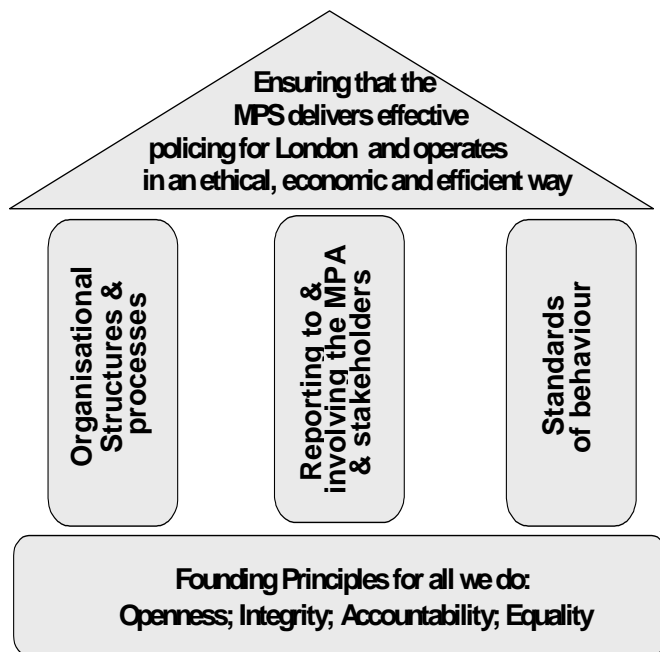 Ensuring that the
MPS delivers effective
policing for London and operates
in an ethical, economic and efficient way
Organisational
Structures &
processes
Reporting to &
involving the MPA
& stakeholders
Standards
of behaviour
Founding Principles for all we do:
Openness; Integrity; Accountability; Equality